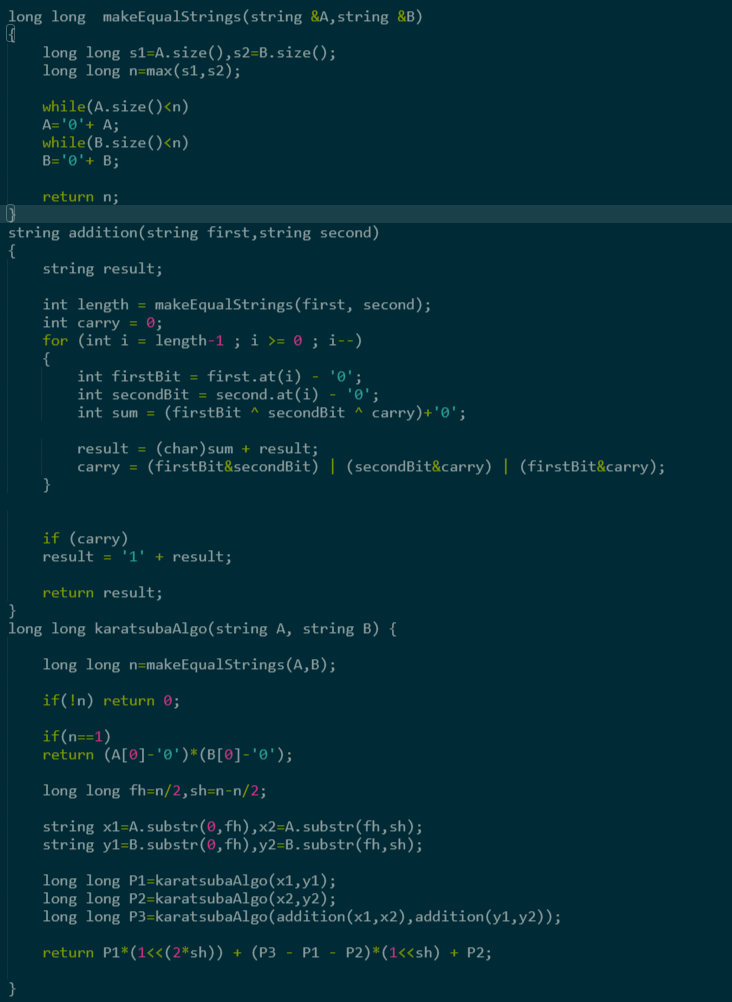 long long  makeEqualStrings(string &A,string &B)
{
    long long s1=A.size(),s2=B.size();
    long long n=max(s1,s2);

    while(A.size()<n)
    A='0'+ A;
    while(B.size()<n)
    B='0'+ B;

    return n;
}
string addition(string first,string second)
{
    string result;

    int length = makeEqualStrings(first, second);
    int carry = 0;
    for (int i = length-1 ; i >= 0 ; i--)
    {
        int firstBit = first.at(i) - '0';
        int secondBit = second.at(i) - '0';
        int sum = (firstBit ^ secondBit ^ carry)+'0';

        result = (char)sum + result;
        carry = (firstBit&secondBit) | (secondBit&carry) | (firstBit&carry);
    }


    if (carry)
    result = '1' + result;

    return result;
}
long long karatsubaAlgo(string A, string B) {

    long long n=makeEqualStrings(A,B);

    if(!n) return 0;

    if(n==1)
    return (A[0]-'0')*(B[0]-'0');

    long long fh=n/2,sh=n-n/2;

    string x1=A.substr(0,fh),x2=A.substr(fh,sh);
    string y1=B.substr(0,fh),y2=B.substr(fh,sh);

    long long P1=karatsubaAlgo(x1,y1);
    long long P2=karatsubaAlgo(x2,y2);
    long long P3=karatsubaAlgo(addition(x1,x2),addition(y1,y2));

    return P1*(1<<(2*sh)) + (P3 - P1 - P2)*(1<<sh) + P2;

}